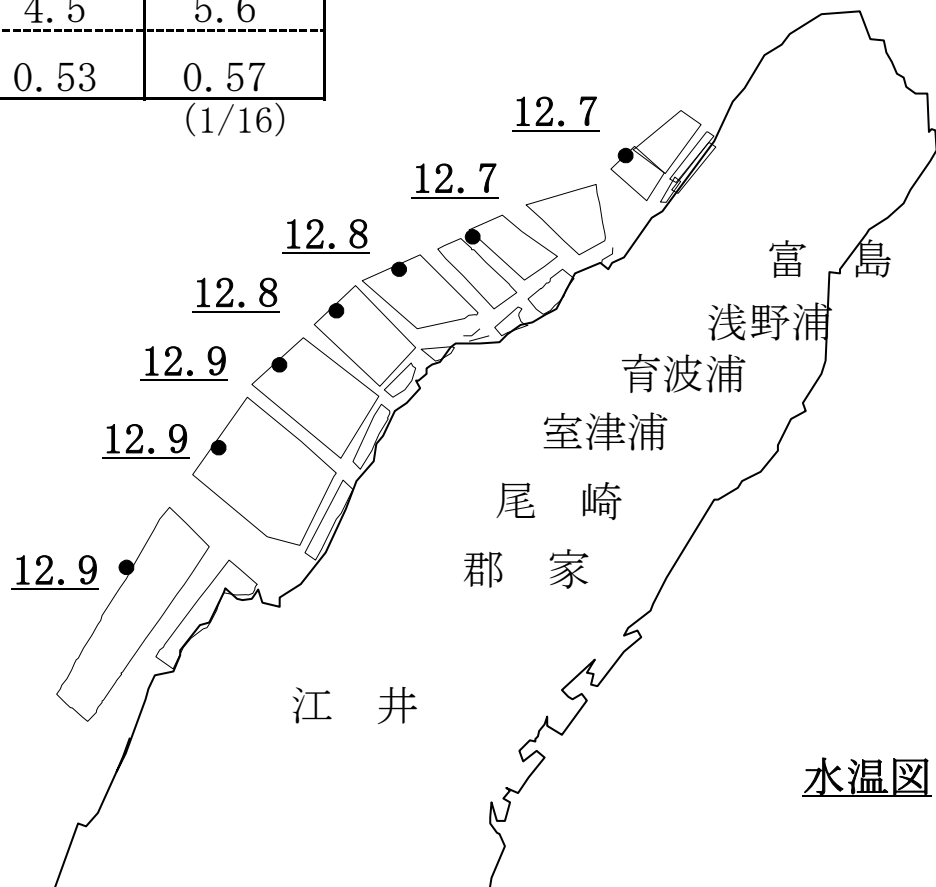 4.5 5.6
0.53 0.57
(1/16)
12.7
12.7
12.8
富 島
12.8
浅野浦
12.9
育波浦
12.9
室津浦
尾 崎
12.9
郡 家
江 井
水温図